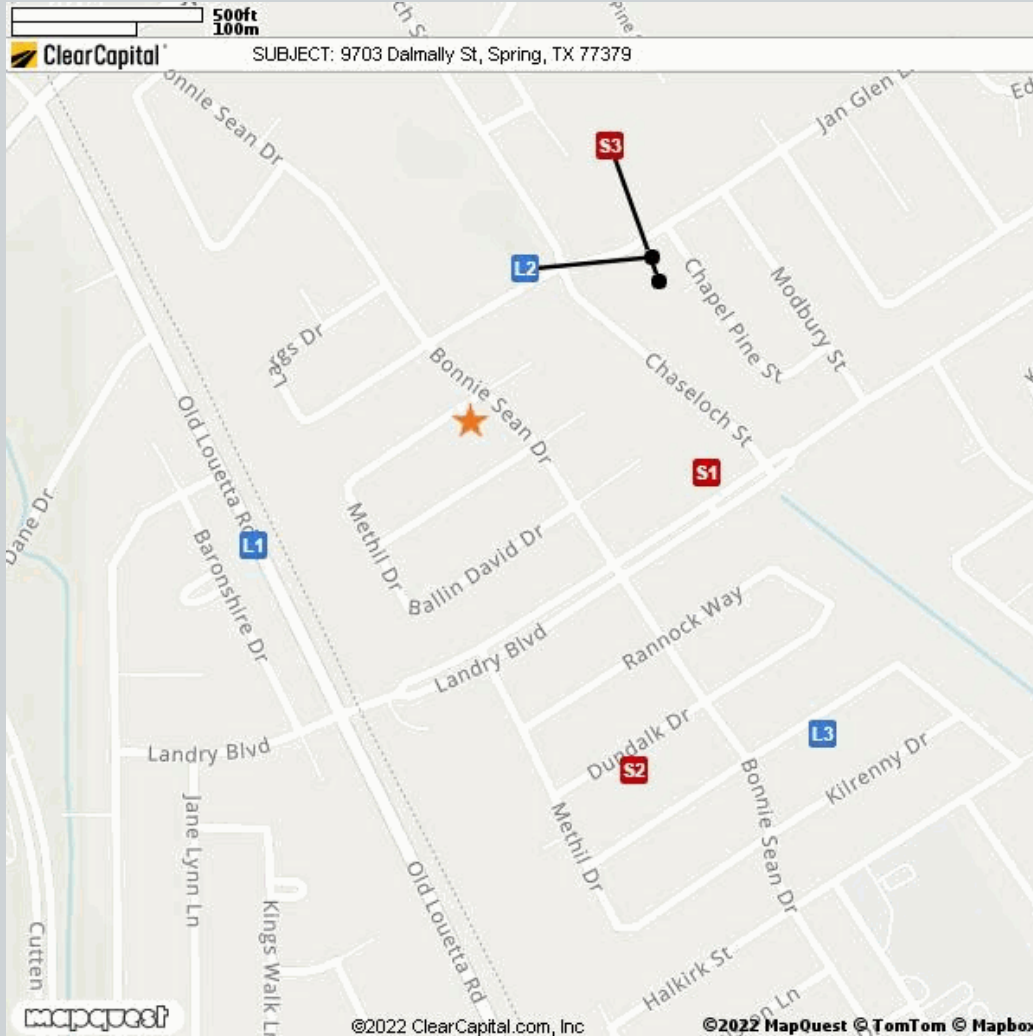 500ft
100m
ClearCapital
SUBJECT: 9703 Dalmally St, Spring, TX 77379
Bonnie Sean Dr
Jan Glen
S3
L2
Chapel Pine St
Modbury St
Bonnie Sean Dr
Chaseloch St
S1
Old Louetta Rd
L1
Dane Dr
Baronshire Dr
Methil Dr
Ballin David Dr
Landry Blvd
Rannock Way
Landry Blvd
Dundalk Dr
S2
L3
Kilrenny Dr
Bonnie Sean Dr
Methil Dr
Jane Lynn Ln
Old Louetta Rd
Kings Walk Ln
Cutten
Halkirk St
mapquest
©2022 ClearCapital.com, Inc
©2022 MapQuest © TomTom © Mapbox